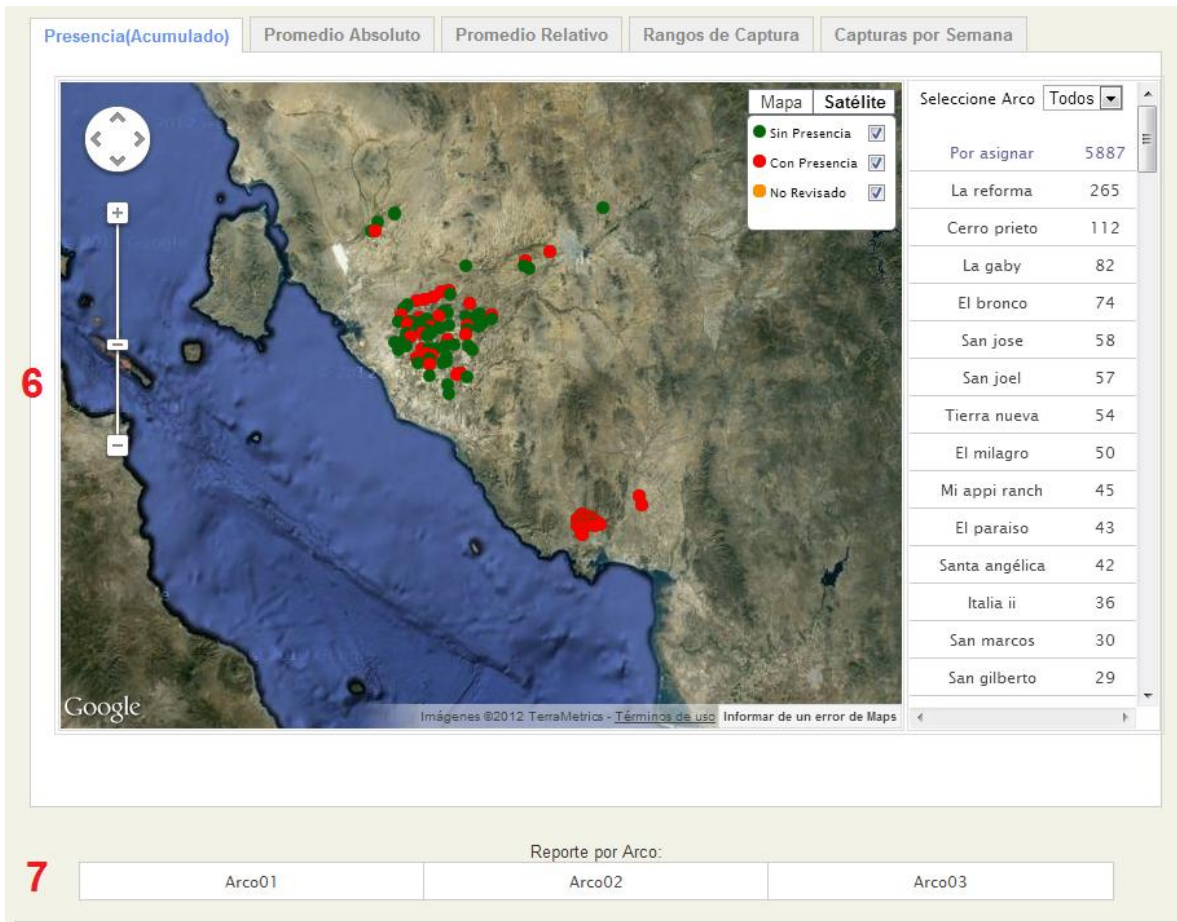 Presencia(Acumulado) Promedio Absoluto Promedio Relativo Rangos de Captura Capturas por Semana
Mapa Satélite
Sin Presencia
Con Presencia
No Revisado
Seleccione Arco Todos
Por asignar 5887
La reforma 265
Cerro prieto 112
La gaby 82
El bronco 74
San jose 58
San joel 57
Tierra nueva 54
El milagro 50
Mi appi ranch 45
El paraiso 43
Santa angélica 42
Italia ii 36
San marcos 30
San gilberto 29
6
Google
Imágenes ©2012 TerraMetrics - Términos de uso Informar de un error de Maps
Reporte por Arco:
7
Arco01 Arco02 Arco03